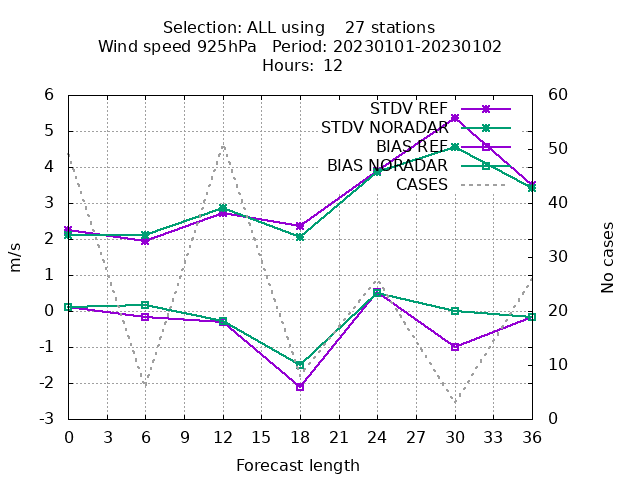 Selection: ALL using    27 stations
Wind speed 925hPa   Period: 20230101-20230102
Hours: 12
STDV REF
STDV NORADAR
BIAS REF
BIAS NORADAR
CASES
m/s
No cases
6
5
4
3
2
1
0
-1
-2
-3
60
50
40
30
20
10
0
0 3 6 9 12 15 18 21 24 27 30 33 36
Forecast length